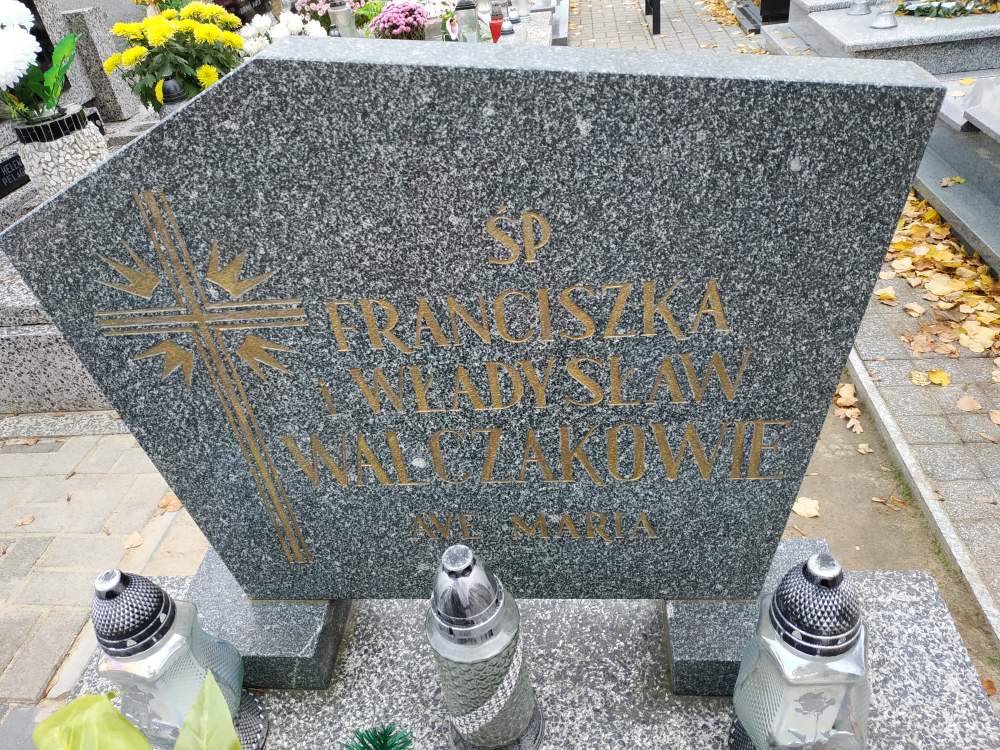 ŚP
FRANCISZKA
i WŁADYSŁAW
WALCZAKOWIE
AVE MARIA